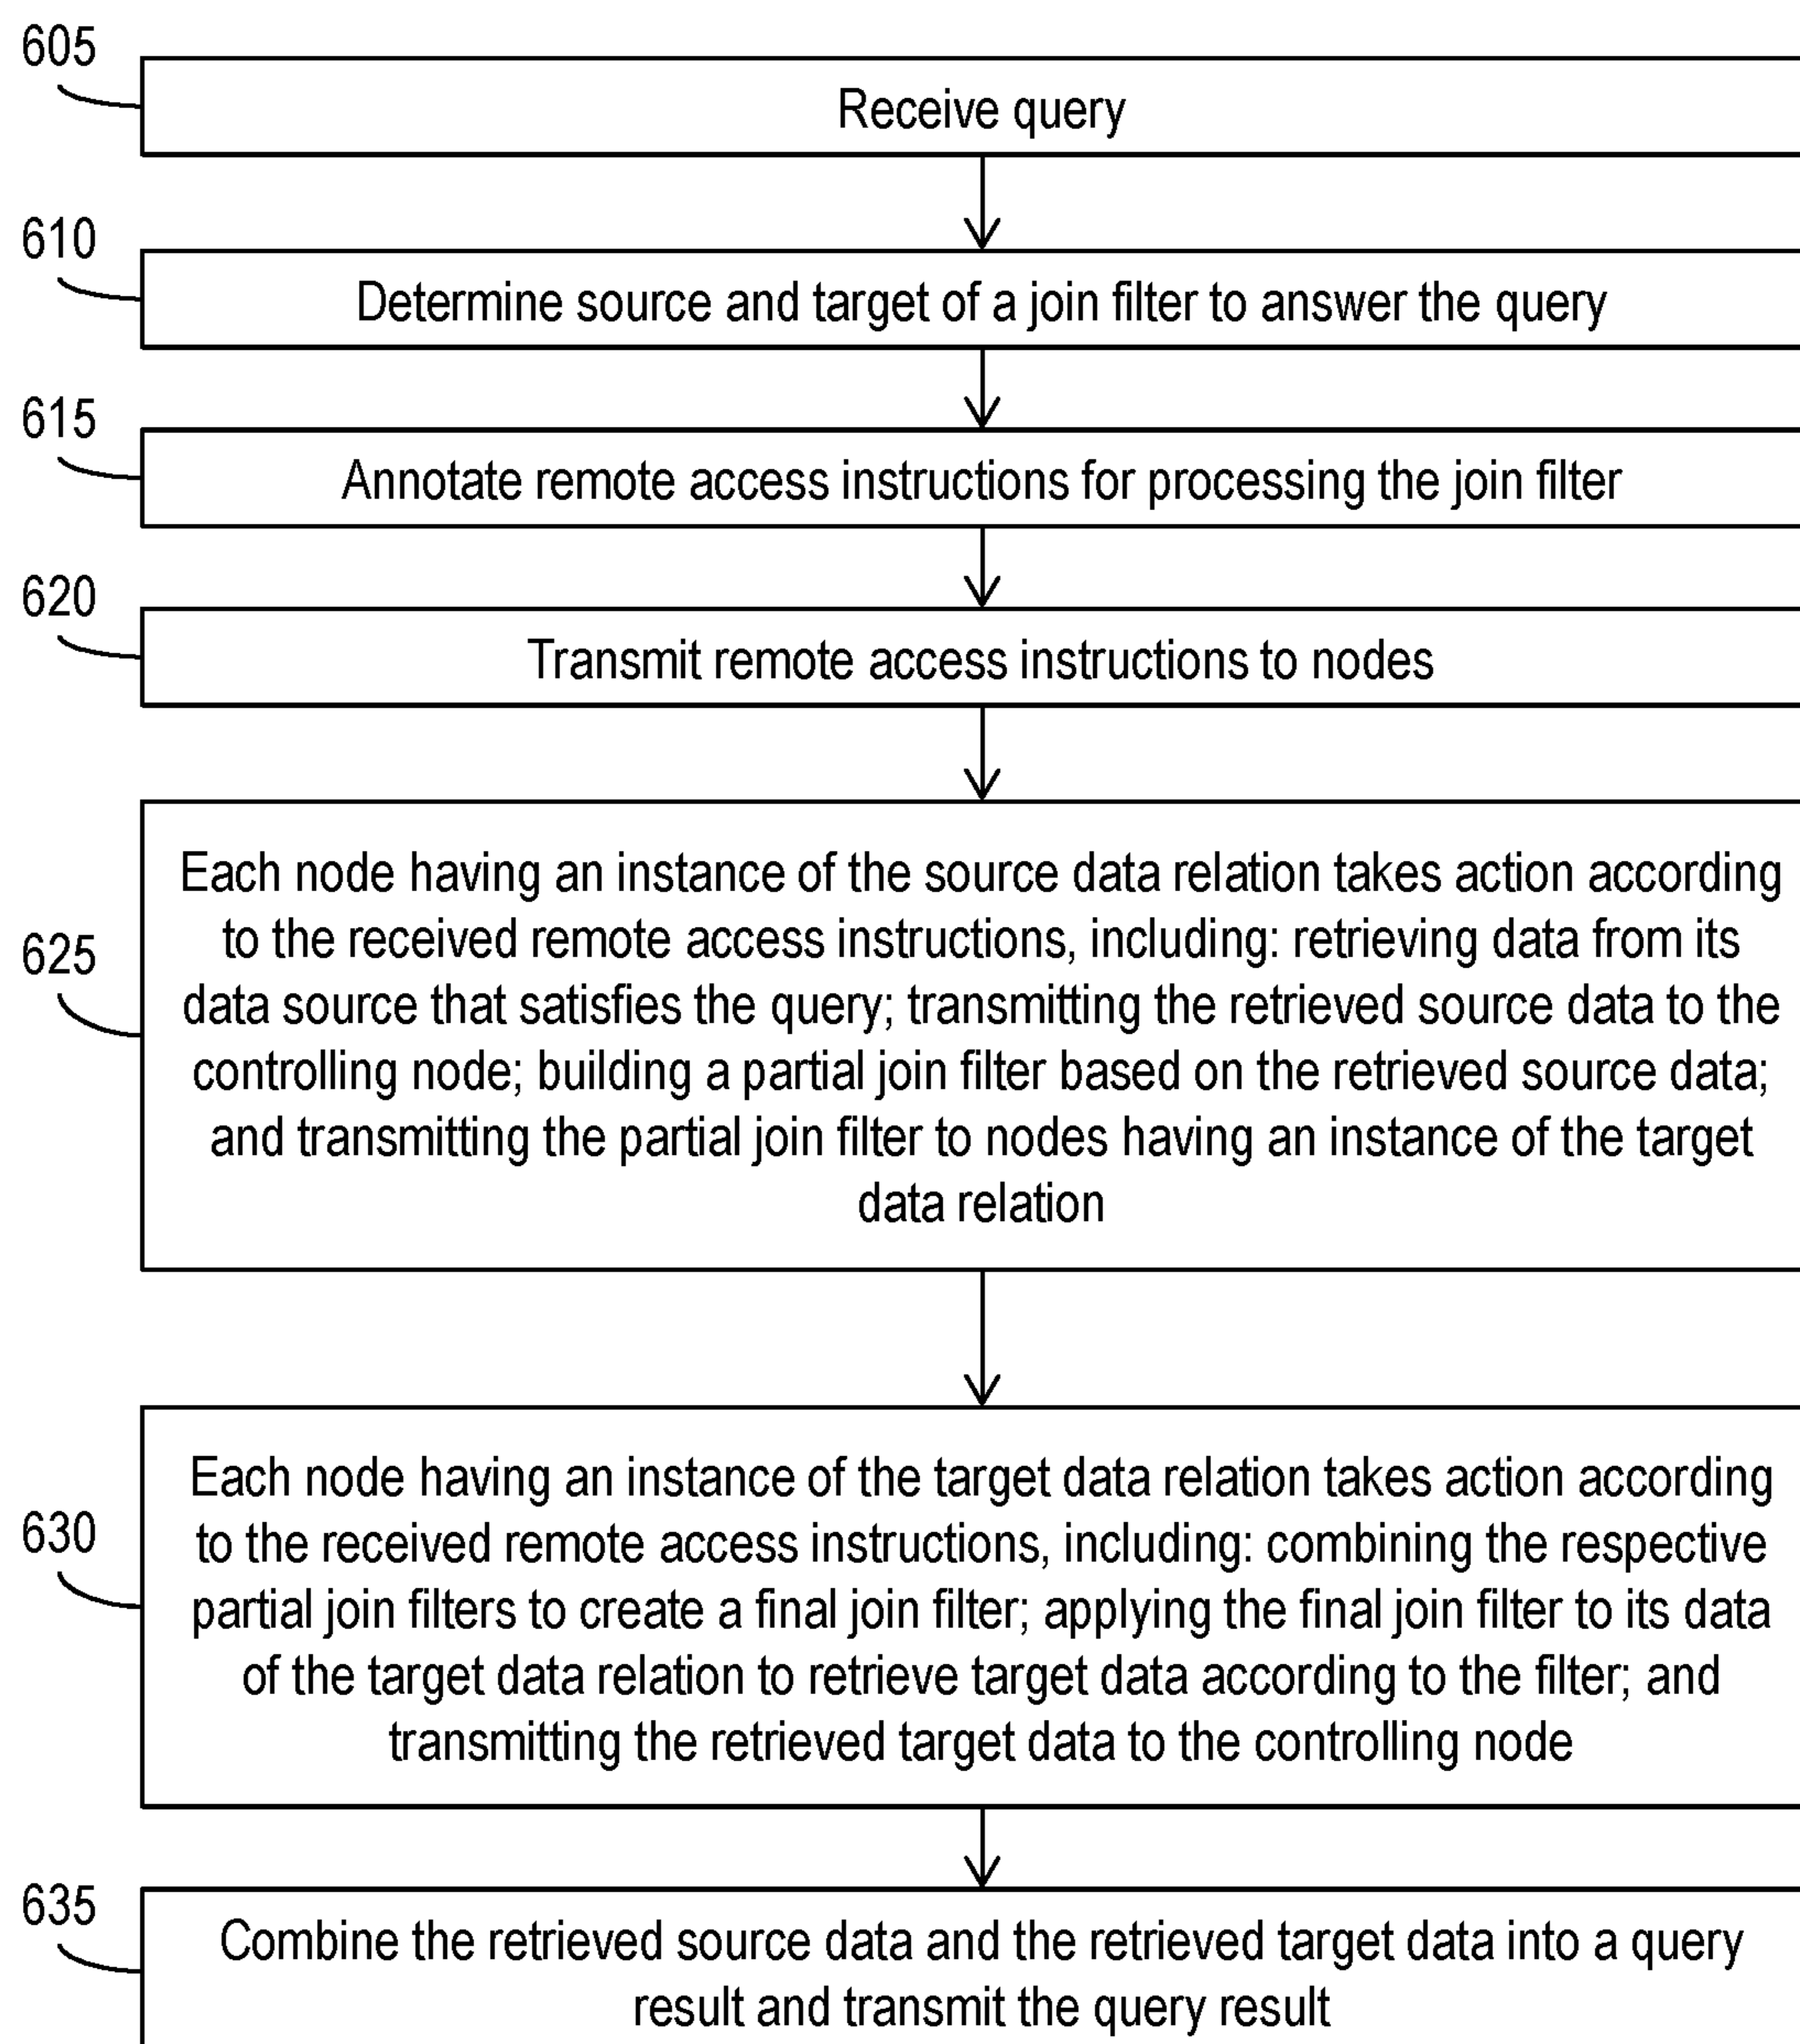 605
Receive query
610
Determine source and target of a join filter to answer the query
615
Annotate remote access instructions for processing the join filter
620
Transmit remote access instructions to nodes
625
Each node having an instance of the source data relation takes action according
to the received remote access instructions, including: retrieving data from its
data source that satisfies the query; transmitting the retrieved source data to the
controlling node; building a partial join filter based on the retrieved source data;
and transmitting the partial join filter to nodes having an instance of the target
data relation
630
Each node having an instance of the target data relation takes action according
to the received remote access instructions, including: combining the respective
partial join filters to create a final join filter; applying the final join filter to its data
of the target data relation to retrieve target data according to the filter; and
transmitting the retrieved target data to the controlling node
635
Combine the retrieved source data and the retrieved target data into a query
result and transmit the query result